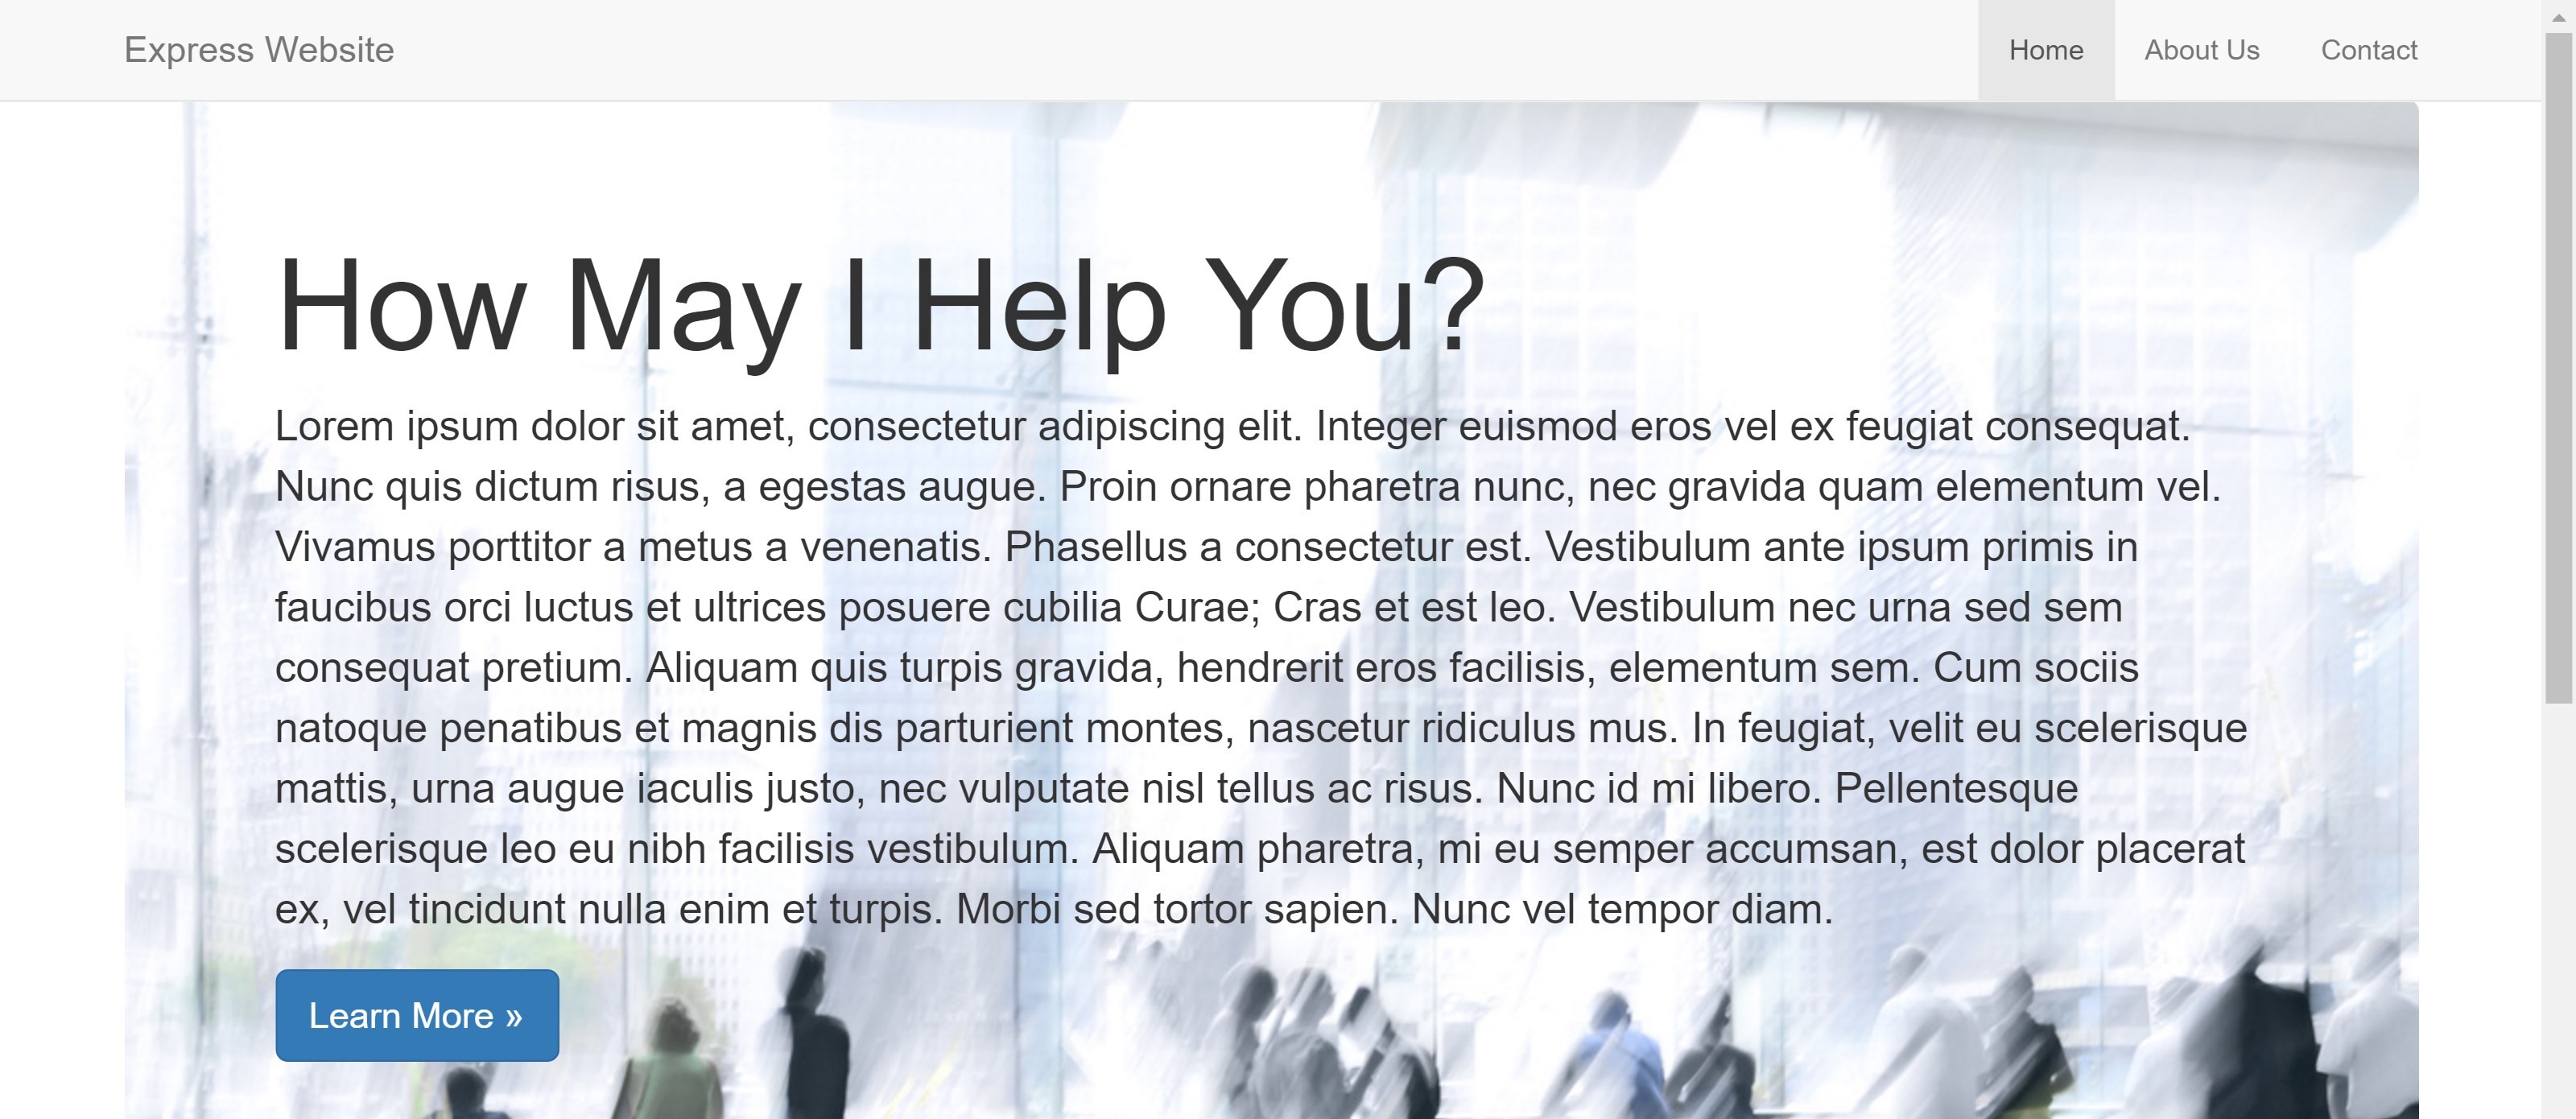 Express Website
Home
About Us
Contact
How May I Help You?
Lorem ipsum dolor sit amet, consectetur adipiscing elit. Integer euismod eros vel ex feugiat consequat.
Nunc quis dictum risus, a egestas augue. Proin ornare pharetra nunc, nec gravida quam elementum vel.
Vivamus porttitor a metus a venenatis. Phasellus a consectetur est. Vestibulum ante ipsum primis in
faucibus orci luctus et ultrices posuere cubilia Curae; Cras et est leo. Vestibulum nec urna sed sem
consequat pretium. Aliquam quis turpis gravida, hendrerit eros facilisis, elementum sem. Cum sociis
natoque penatibus et magnis dis parturient montes, nascetur ridiculus mus. In feugiat, velit eu scelerisque
mattis, urna augue iaculis justo, nec vulputate nisl tellus ac risus. Nunc id mi libero. Pellentesque
scelerisque leo eu nibh facilisis vestibulum. Aliquam pharetra, mi eu semper accumsan, est dolor placerat
ex, vel tincidunt nulla enim et turpis. Morbi sed tortor sapien. Nunc vel tempor diam.
Learn More »